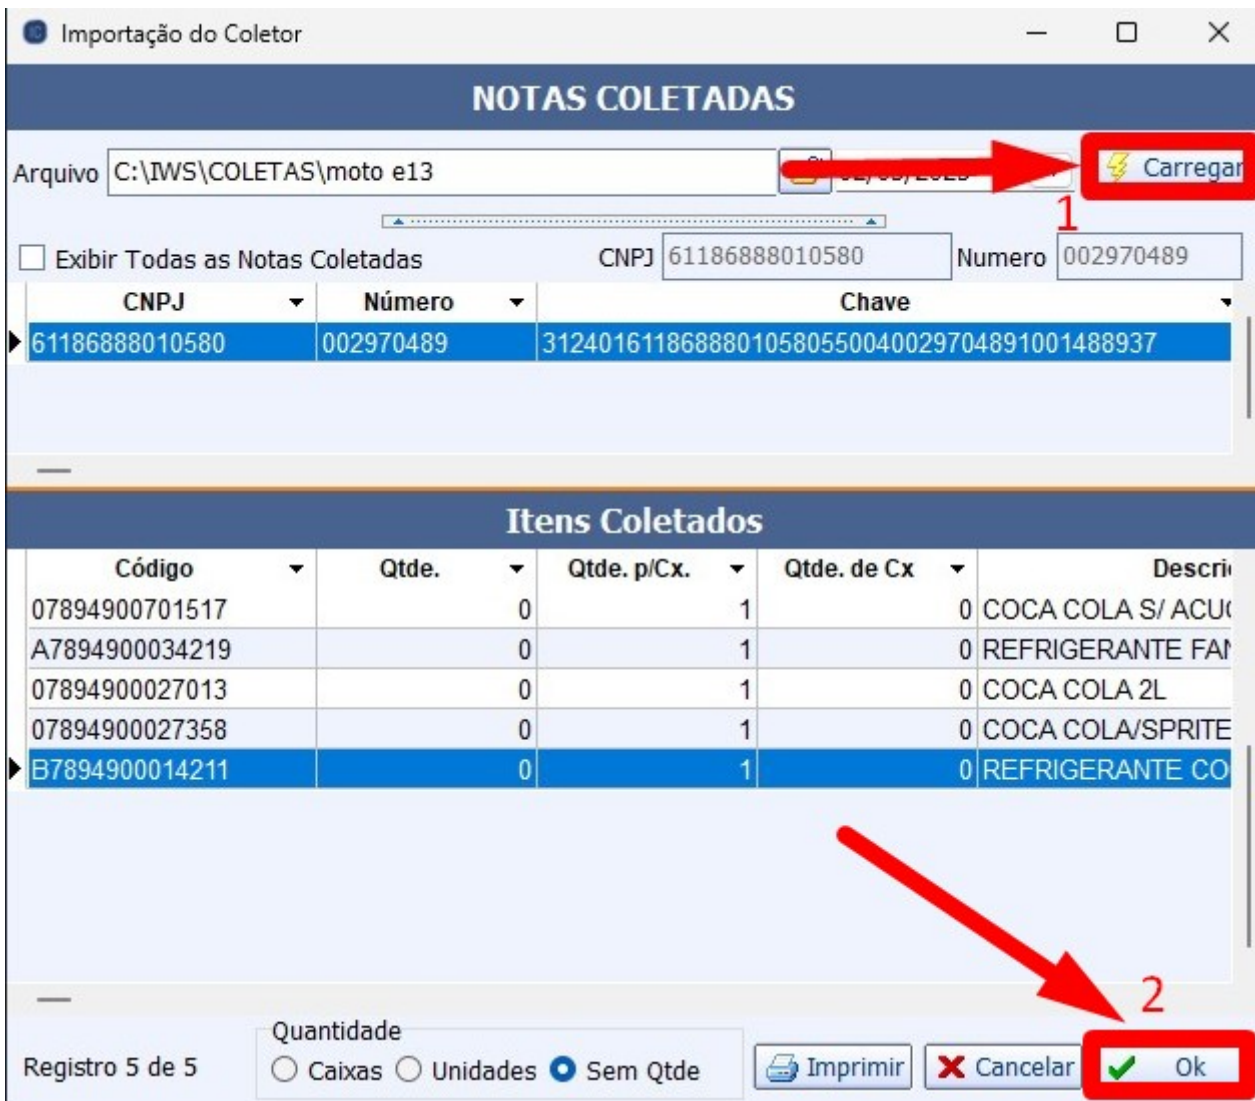 Importação do Coletor
NOTAS COLETADAS
Arquivo C:\IWS\COLETAS\moto e13 Carregar
1
Exibir Todas as Notas Coletadas CNPJ 61186888010580 Numero 002970489
CNPJ Número Chave
61186888010580 002970489 31240161186888010580550040029704891001488937
Itens Coletados
Código Qtde. Qtde. p/Cx. Qtde. de Cx Descri
07894900701517 0 1 0 COCA COLA S/ ACU
A7894900034219 0 1 0 REFRIGERANTE FAN
07894900027013 0 1 0 COCA COLA 2L
07894900027358 0 1 0 COCA COLA/SPRITE
B7894900014211 0 1 0 REFRIGERANTE CO
2
Quantidade
Registro 5 de 5 Caixas Unidades Sem Qtde Imprimir Cancelar Ok